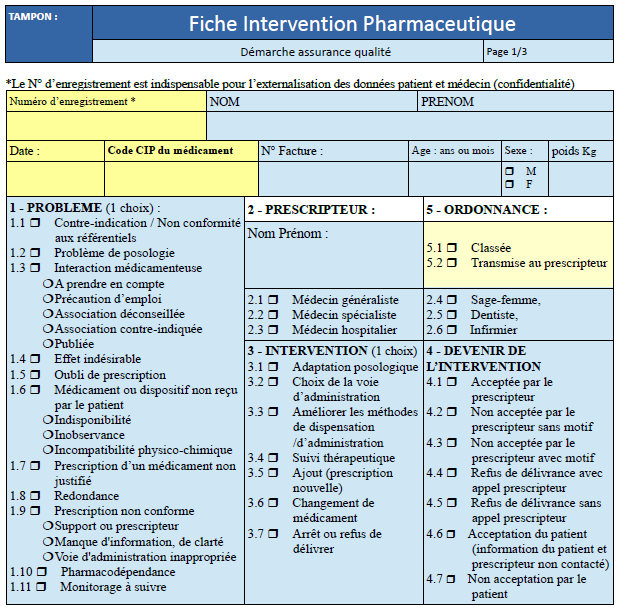 TAMPON :
Fiche Intervention Pharmaceutique
Démarche assurance qualité
Page 1/3
*Le N° d’enregistrement est indispensable pour l’externalisation des données patient et médecin (confidentialité)
Numéro d’enregistrement *
NOM
PRENOM
Date :
Code CIP du médicament
N° Facture :
Age : ans ou mois
Sexe :
poids Kg
M
F
1 - PROBLEME (1 choix) :
1.1 Contre-indication / Non conformité
aux référentiels
1.2 Problème de posologie
1.3 Interaction médicamenteuse
A prendre en compte
Précaution d’emploi
Association déconseillée
Association contre-indiquée
Publiée
1.4 Effet indésirable
1.5 Oubli de prescription
1.6 Médicament ou dispositif non reçu
par le patient
Indisponibilité
Inobservance
Incompatibilité physico-chimique
1.7 Prescription d’un médicament non
justifié
1.8 Redondance
1.9 Prescription non conforme
Support ou prescripteur
Manque d'information, de clarté
Voie d'administration inappropriée
1.10 Pharmacodépendance
1.11 Monitorage à suivre
2 - PRESCRIPTEUR :
Nom Prénom :
2.1 Médecin généraliste
2.2 Médecin spécialiste
2.3 Médecin hospitalier
5 - ORDONNANCE :
5.1 Classée
5.2 Transmise au prescripteur
2.4 Sage-femme,
2.5 Dentiste,
2.6 Infirmier
3 - INTERVENTION (1 choix)
3.1 Adaptation posologique
3.2 Choix de la voie
d’administration
3.3 Améliorer les méthodes
de dispensation
/d’administration
3.4 Suivi thérapeutique
3.5 Ajout (prescription
nouvelle)
3.6 Changement de
médicament
3.7 Arrêt ou refus de
délivrer
4 - DEVENIR DE
L’INTERVENTION
4.1 Acceptée par le
prescripteur
4.2 Non acceptée par le
prescripteur sans motif
4.3 Non acceptée par le
prescripteur avec motif
4.4 Refus de délivrance avec
appel prescripteur
4.5 Refus de délivrance sans
appel prescripteur
4.6 Acceptation du patient
(information du patient et
prescripteur non contacté)
4.7 Non acceptation par le
patient